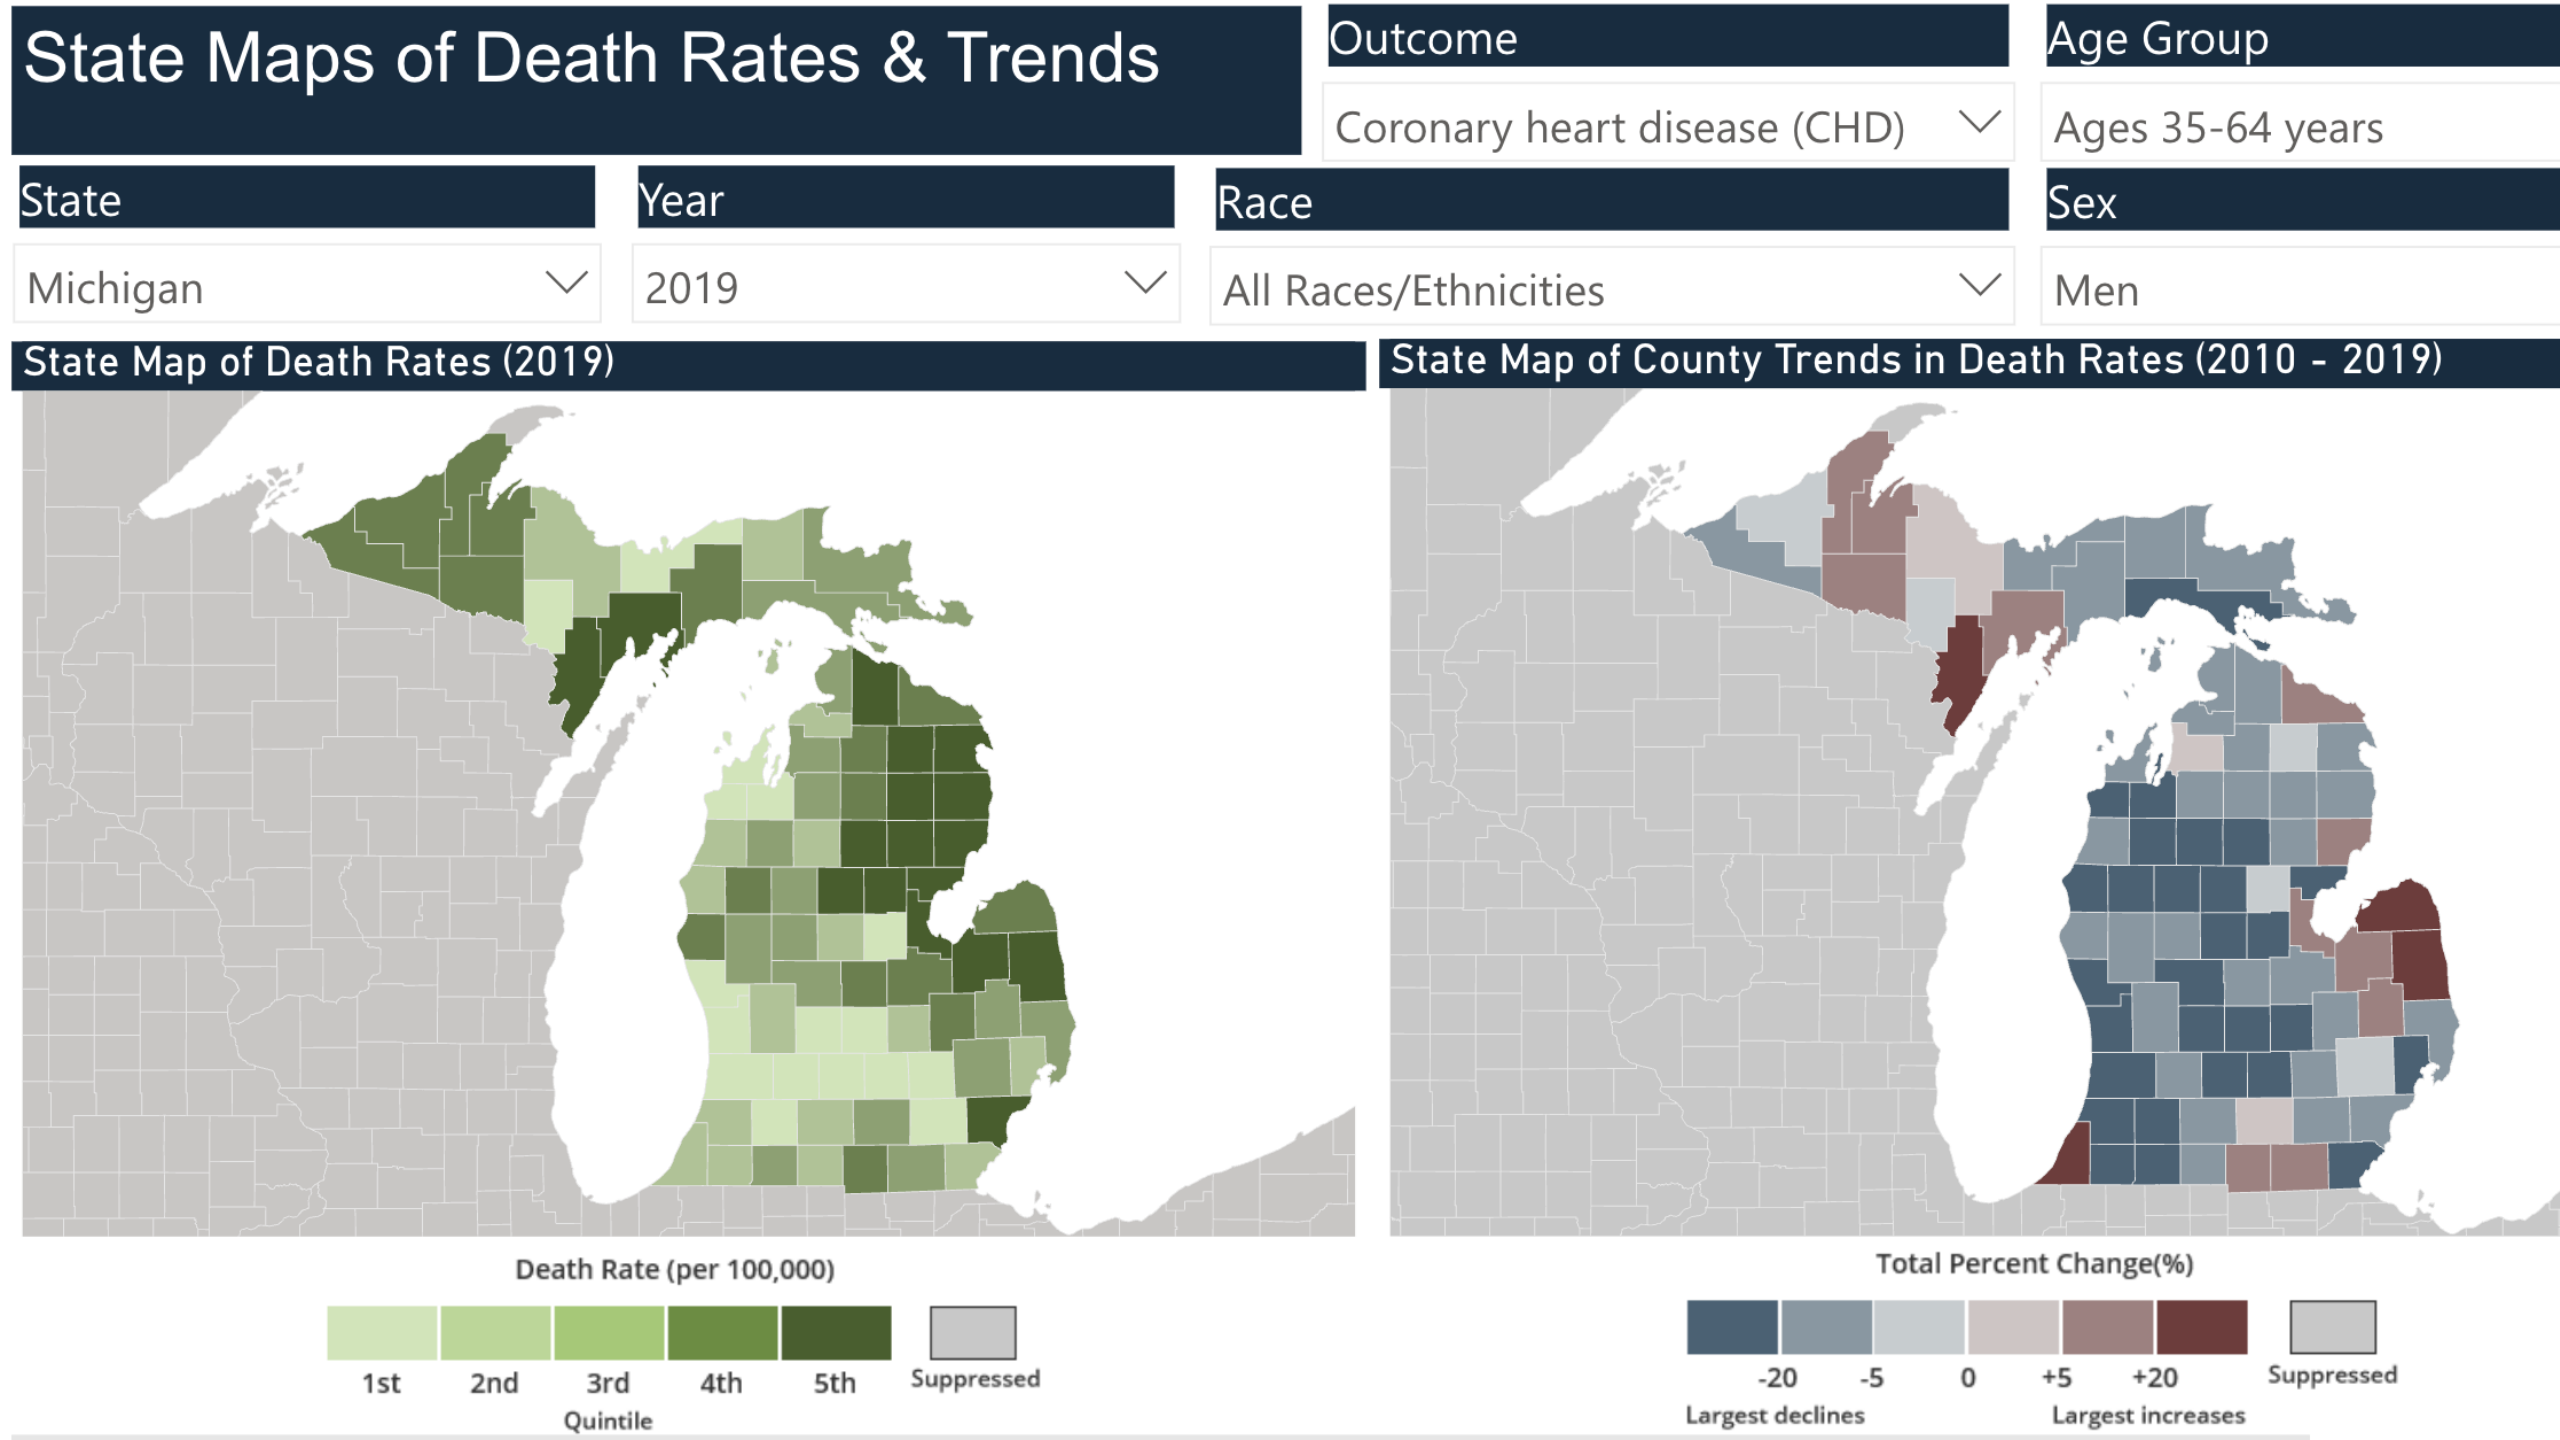 State Maps of Death Rates & Trends
Outcome
Age Group
Coronary heart disease (CHD)
Ages 35-64 years
State
Year
Race
Sex
Michigan
2019
All Races/Ethnicities
Men
State Map of Death Rates (2019)
State Map of County Trends in Death Rates (2010 - 2019)
Death Rate (per 100,000)
1st 2nd 3rd 4th 5th Suppressed
Quintile
Total Percent Change(%)
-20 -5 0 +5 +20 Suppressed
Largest declines Largest increases